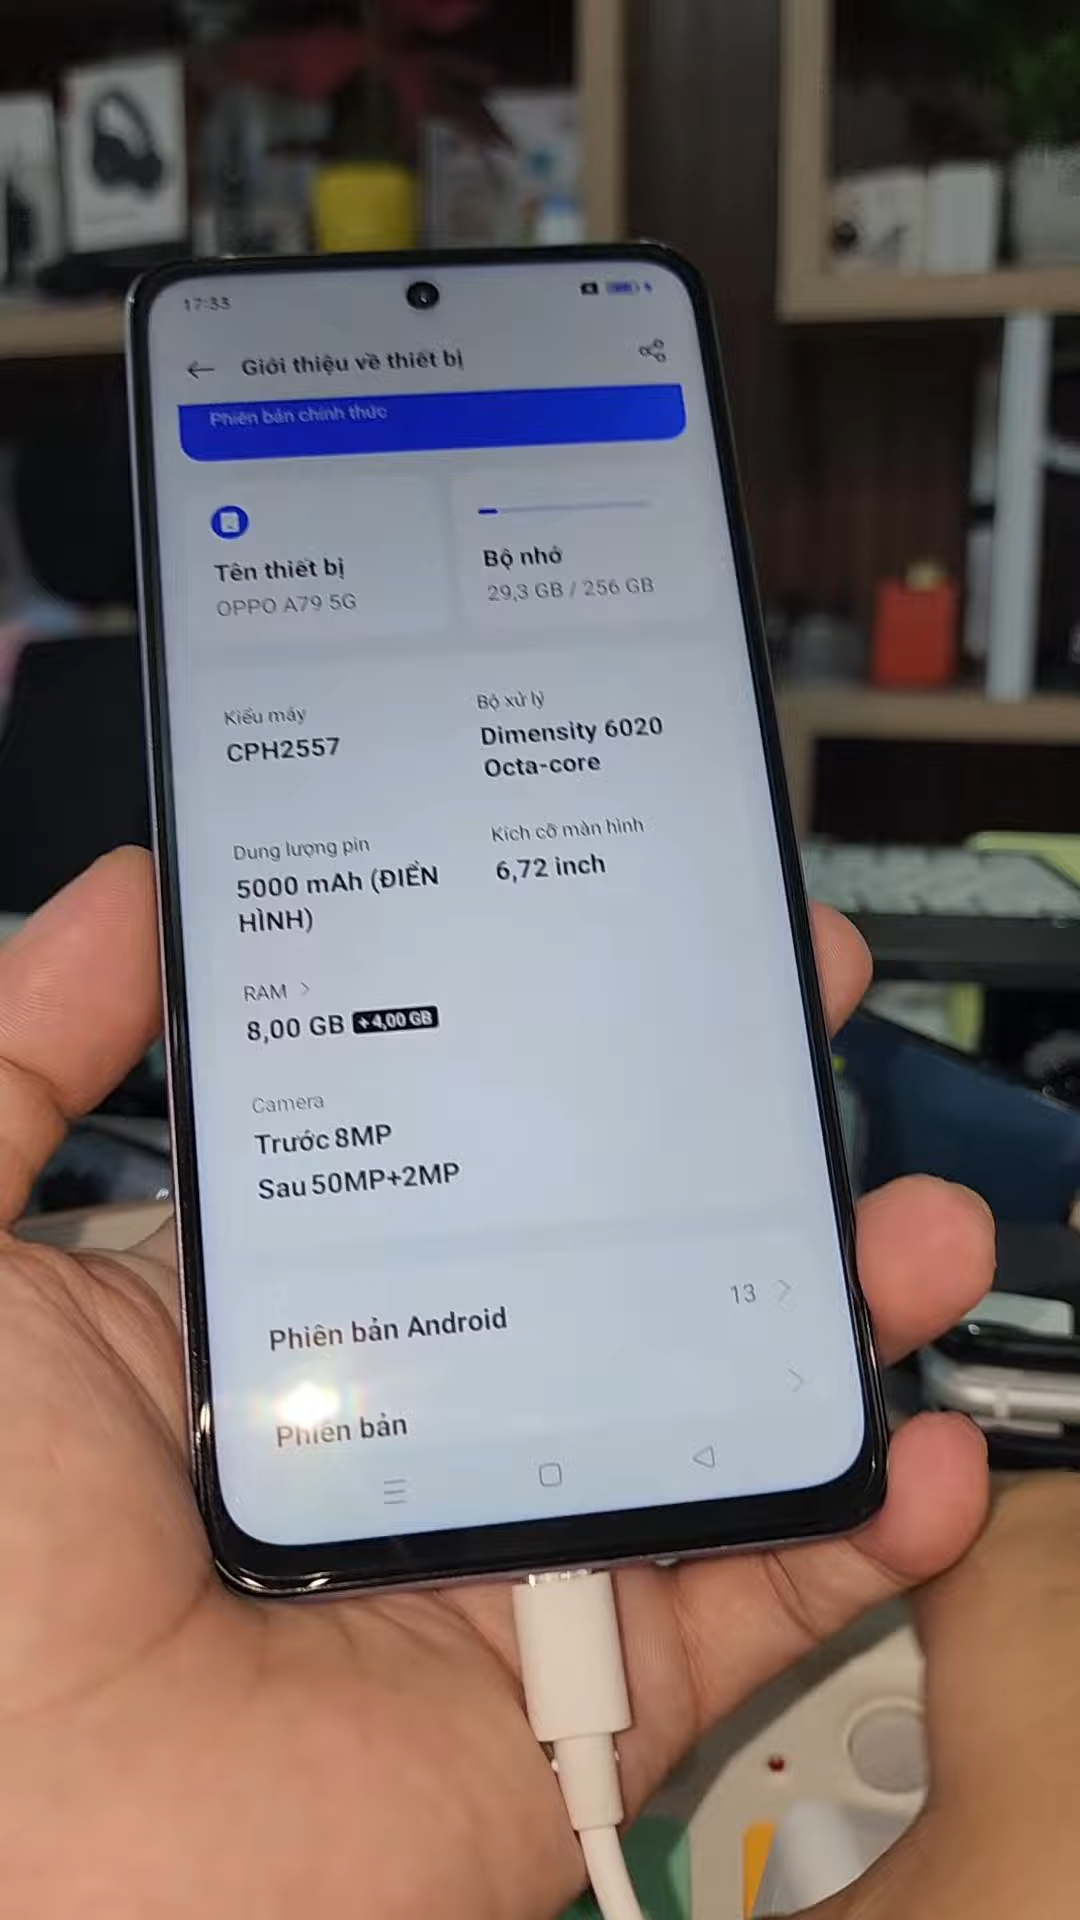 17:33
Giới thiệu về thiết bị
Phiên bản chính thức
Tên thiết bị
OPPO A79 5G
Bộ nhớ
29,3 GB / 256 GB
Kiểu máy
CPH2557
Bộ xử lý
Dimensity 6020
Octa-core
Dung lượng pin
5000 mAh (ĐIỂN
HÌNH)
Kích cỡ màn hình
6,72 inch
RAM
8,00 GB +4,00 GB
Camera
Trước 8MP
Sau 50MP+2MP
Phiên bản Android
13
Phiên bản